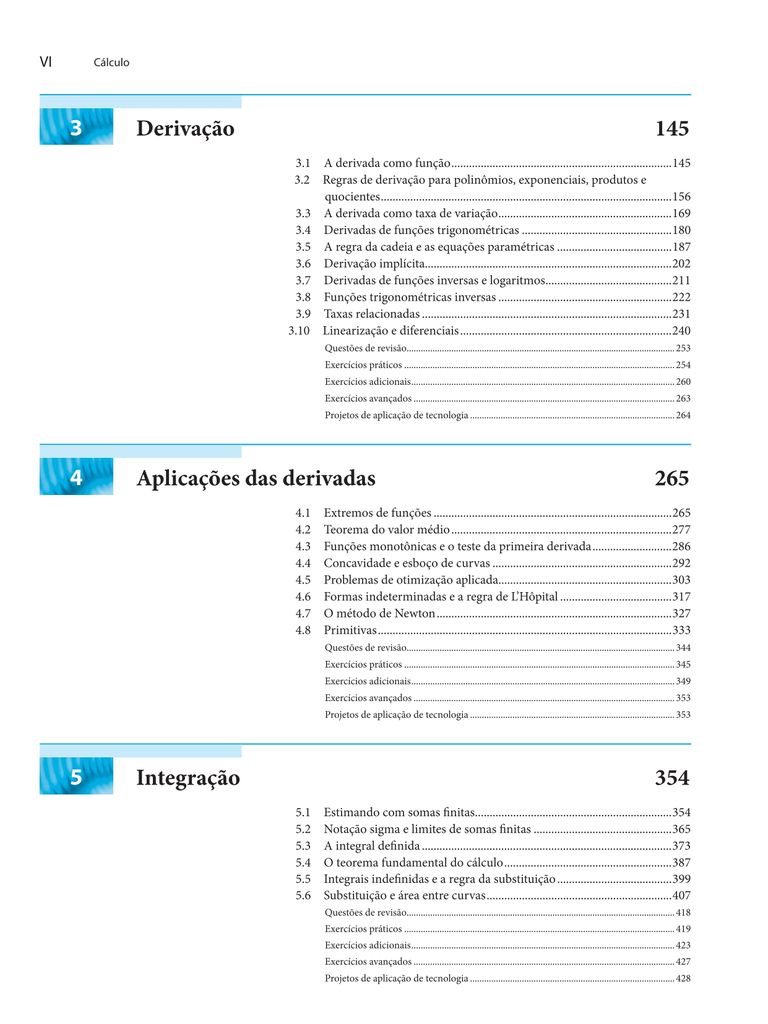 VI Cálculo
3 Derivação 145
3.1 A derivada como função ........ 145
3.2 Regras de derivação para polinômios, exponenciais, produtos e
quocientes ........ 156
3.3 A derivada como taxa de variação ........ 169
3.4 Derivadas de funções trigonométricas ........ 180
3.5 A regra da cadeia e as equações paramétricas ........ 187
3.6 Derivação implícita ........ 202
3.7 Derivadas de funções inversas e logaritmos ........ 211
3.8 Funções trigonométricas inversas ........ 222
3.9 Taxas relacionadas ........ 231
3.10 Linearização e diferenciais ........ 240
Questões de revisão ........ 253
Exercícios práticos ........ 254
Exercícios adicionais ........ 260
Exercícios avançados ........ 263
Projetos de aplicação de tecnologia ........ 264
4 Aplicações das derivadas 265
4.1 Extremos de funções ........ 265
4.2 Teorema do valor médio ........ 277
4.3 Funções monotônicas e o teste da primeira derivada ........ 286
4.4 Concavidade e esboço de curvas ........ 292
4.5 Problemas de otimização aplicada ........ 303
4.6 Formas indeterminadas e a regra de L’Hôpital ........ 317
4.7 O método de Newton ........ 327
4.8 Primitivas ........ 333
Questões de revisão ........ 344
Exercícios práticos ........ 345
Exercícios adicionais ........ 349
Exercícios avançados ........ 353
Projetos de aplicação de tecnologia ........ 353
5 Integração 354
5.1 Estimando com somas finitas ........ 354
5.2 Notação sigma e limites de somas finitas ........ 365
5.3 A integral definida ........ 373
5.4 O teorema fundamental do cálculo ........ 387
5.5 Integrais indefinidas e a regra da substituição ........ 399
5.6 Substituição e área entre curvas ........ 407
Questões de revisão ........ 418
Exercícios práticos ........ 419
Exercícios adicionais ........ 423
Exercícios avançados ........ 427
Projetos de aplicação de tecnologia ........ 428